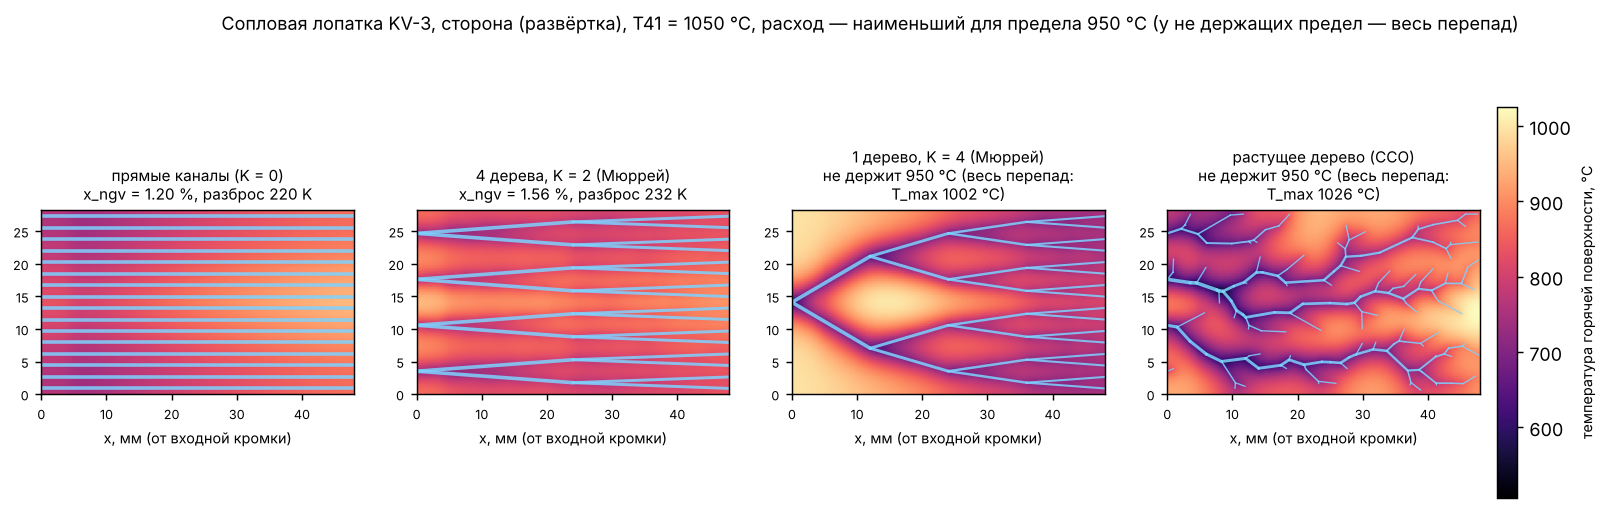 Сопловая лопатка KV-3, сторона (развёртка), T41 = 1050 °C, расход — наименьший для предела 950 °C (у не держащих предел — весь перепад)
прямые каналы (K = 0)
x_ngv = 1.20 %, разброс 220 K
4 дерева, K = 2 (Мюррей)
x_ngv = 1.56 %, разброс 232 K
1 дерево, K = 4 (Мюррей)
не держит 950 °C (весь перепад:
T_max 1002 °C)
растущее дерево (CCO)
не держит 950 °C (весь перепад:
T_max 1026 °C)
25
20
15
10
5
0
0 10 20 30 40
x, мм (от входной кромки)
25
20
15
10
5
0
0 10 20 30 40
x, мм (от входной кромки)
25
20
15
10
5
0
0 10 20 30 40
x, мм (от входной кромки)
25
20
15
10
5
0
0 10 20 30 40
x, мм (от входной кромки)
1000
900
800
700
600
температура горячей поверхности, °C